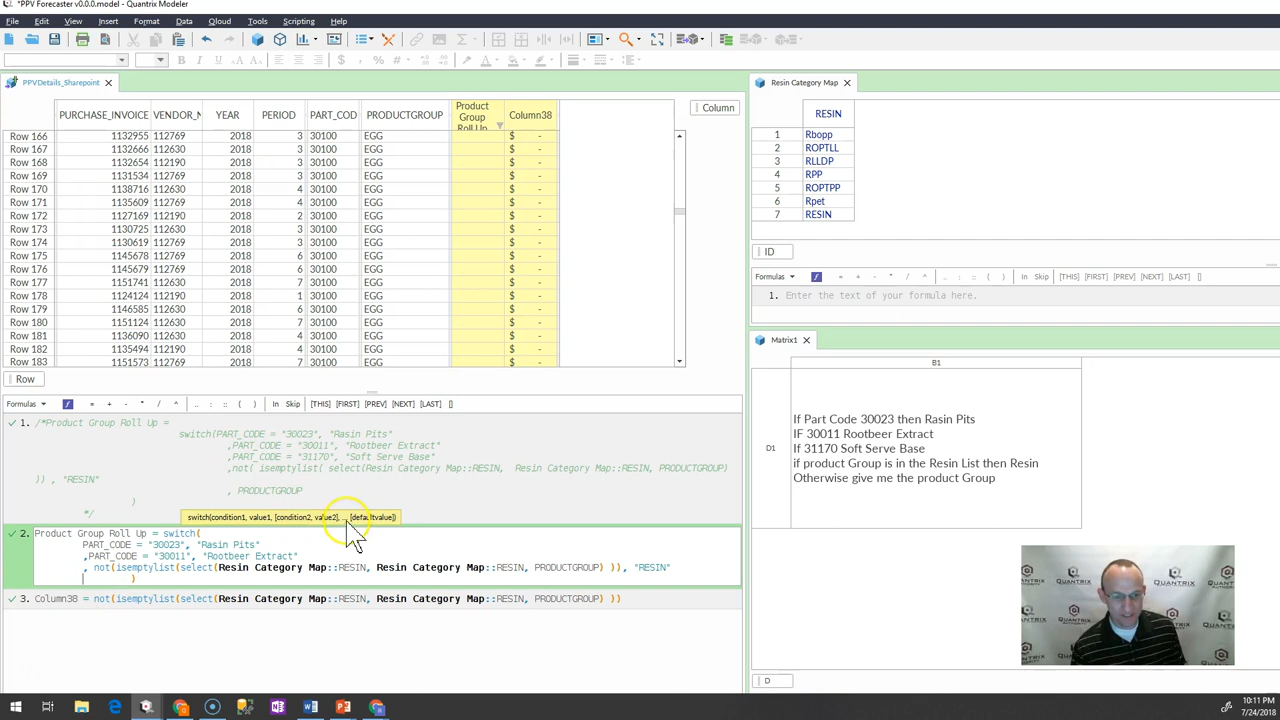 *PPV Forecaster v0.0.0.model - Quantrix Modeler
File Edit View Insert Format Data Qloud Tools Scripting Help
PPVDetails_Sharepoint
PURCHASE_INVOICE VENDOR_N YEAR PERIOD PART_COD PRODUCTGROUP Product Group Roll Up Column38
Column
Row 166 1132955 112769 2018 3 30100 EGG $ -
Row 167 1132666 112630 2018 3 30100 EGG $ -
Row 168 1132654 112190 2018 3 30100 EGG $ -
Row 169 1131534 112769 2018 3 30100 EGG $ -
Row 170 1138716 112630 2018 4 30100 EGG $ -
Row 171 1135609 112630 2018 4 30100 EGG $ -
Row 172 1127169 112190 2018 2 30100 EGG $ -
Row 173 1130725 112630 2018 3 30100 EGG $ -
Row 174 1130619 112769 2018 3 30100 EGG $ -
Row 175 1145678 112769 2018 6 30100 EGG $ -
Row 176 1145679 112769 2018 6 30100 EGG $ -
Row 177 1151741 112630 2018 7 30100 EGG $ -
Row 178 1124124 112190 2018 1 30100 EGG $ -
Row 179 1146585 112630 2018 6 30100 EGG $ -
Row 180 1151124 112630 2018 7 30100 EGG $ -
Row 181 1136090 112630 2018 4 30100 EGG $ -
Row 182 1135494 112190 2018 4 30100 EGG $ -
Row 183 1151573 112769 2018 7 30100 EGG $ -
Row
Formulas f = + - * / ^ .. : :: ( ) In Skip [THIS] [FIRST] [PREV] [NEXT] [LAST] []
1. /*Product Group Roll Up =
switch(PART_CODE = "30023", "Rasin Pits"
,PART_CODE = "30011", "Rootbeer Extract"
,PART_CODE = "31170", "Soft Serve Base"
,not( isemptylist( select(Resin Category Map::RESIN, Resin Category Map::RESIN, PRODUCTGROUP)
)) , "RESIN"
, PRODUCTGROUP
)
*/
switch(condition1, value1, [condition2, value2], ... [defaultvalue])
2. Product Group Roll Up = switch(
PART_CODE = "30023", "Rasin Pits"
,PART_CODE = "30011", "Rootbeer Extract"
, not(isemptylist(select(Resin Category Map::RESIN, Resin Category Map::RESIN, PRODUCTGROUP) )), "RESIN"
)
3. Column38 = not(isemptylist(select(Resin Category Map::RESIN, Resin Category Map::RESIN, PRODUCTGROUP) ))
Resin Category Map
RESIN
1 Rbopp
2 ROPTLL
3 RLLDP
4 RPP
5 ROPTPP
6 Rpet
7 RESIN
ID
Formulas f = + - * / ^ .. : :: ( ) In Skip [THIS] [FIRST] [PREV] [NEXT] [LAST] []
1. Enter the text of your formula here.
Matrix1
B1
D1
If Part Code 30023 then Rasin Pits
IF 30011 Rootbeer Extract
If 31170 Soft Serve Base
if product Group is in the Resin List then Resin
Otherwise give me the product Group
D
QUANTRIX
AUTHORITY
10:11 PM
7/24/2018